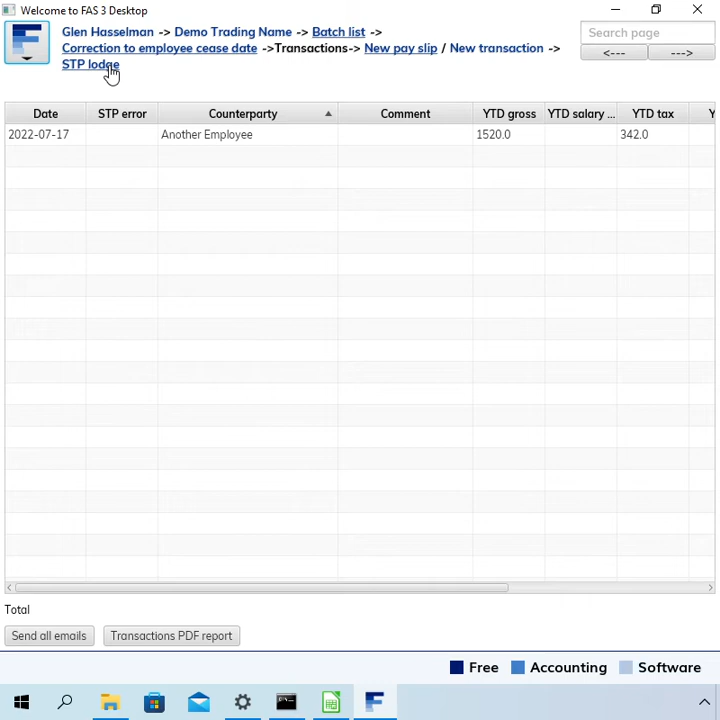 Welcome to FAS 3 Desktop
Glen Hasselman -> Demo Trading Name -> Batch list ->
Correction to employee cease date ->Transactions-> New pay slip / New transaction ->
STP lodge
Search page
<--- --->
Date STP error Counterparty Comment YTD gross YTD salary ... YTD tax Y
2022-07-17 Another Employee 1520.0 342.0
Total
Send all emails Transactions PDF report
Free Accounting Software